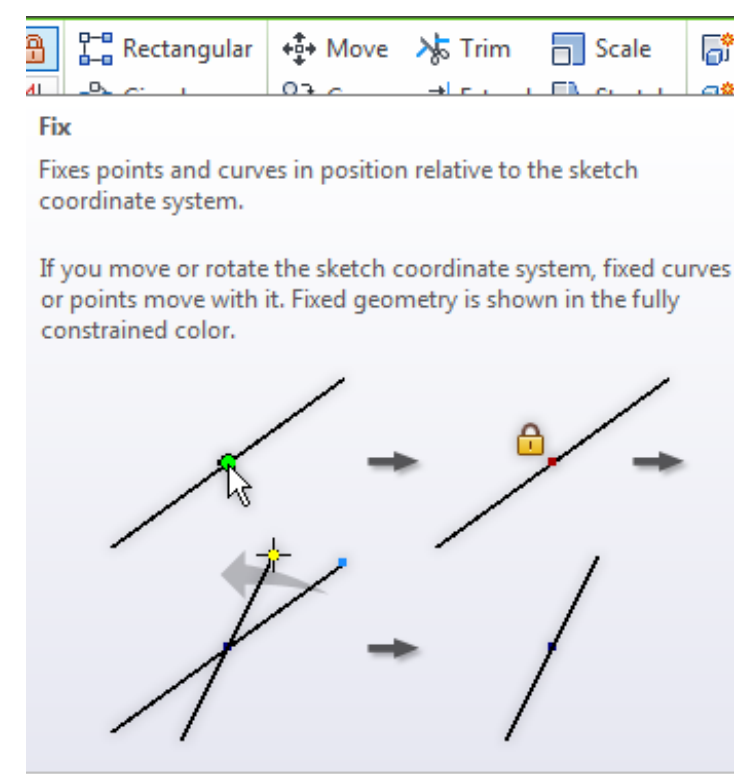 Rectangular Move Trim Scale
Fix
Fixes points and curves in position relative to the sketch
coordinate system.
If you move or rotate the sketch coordinate system, fixed curves
or points move with it. Fixed geometry is shown in the fully
constrained color.